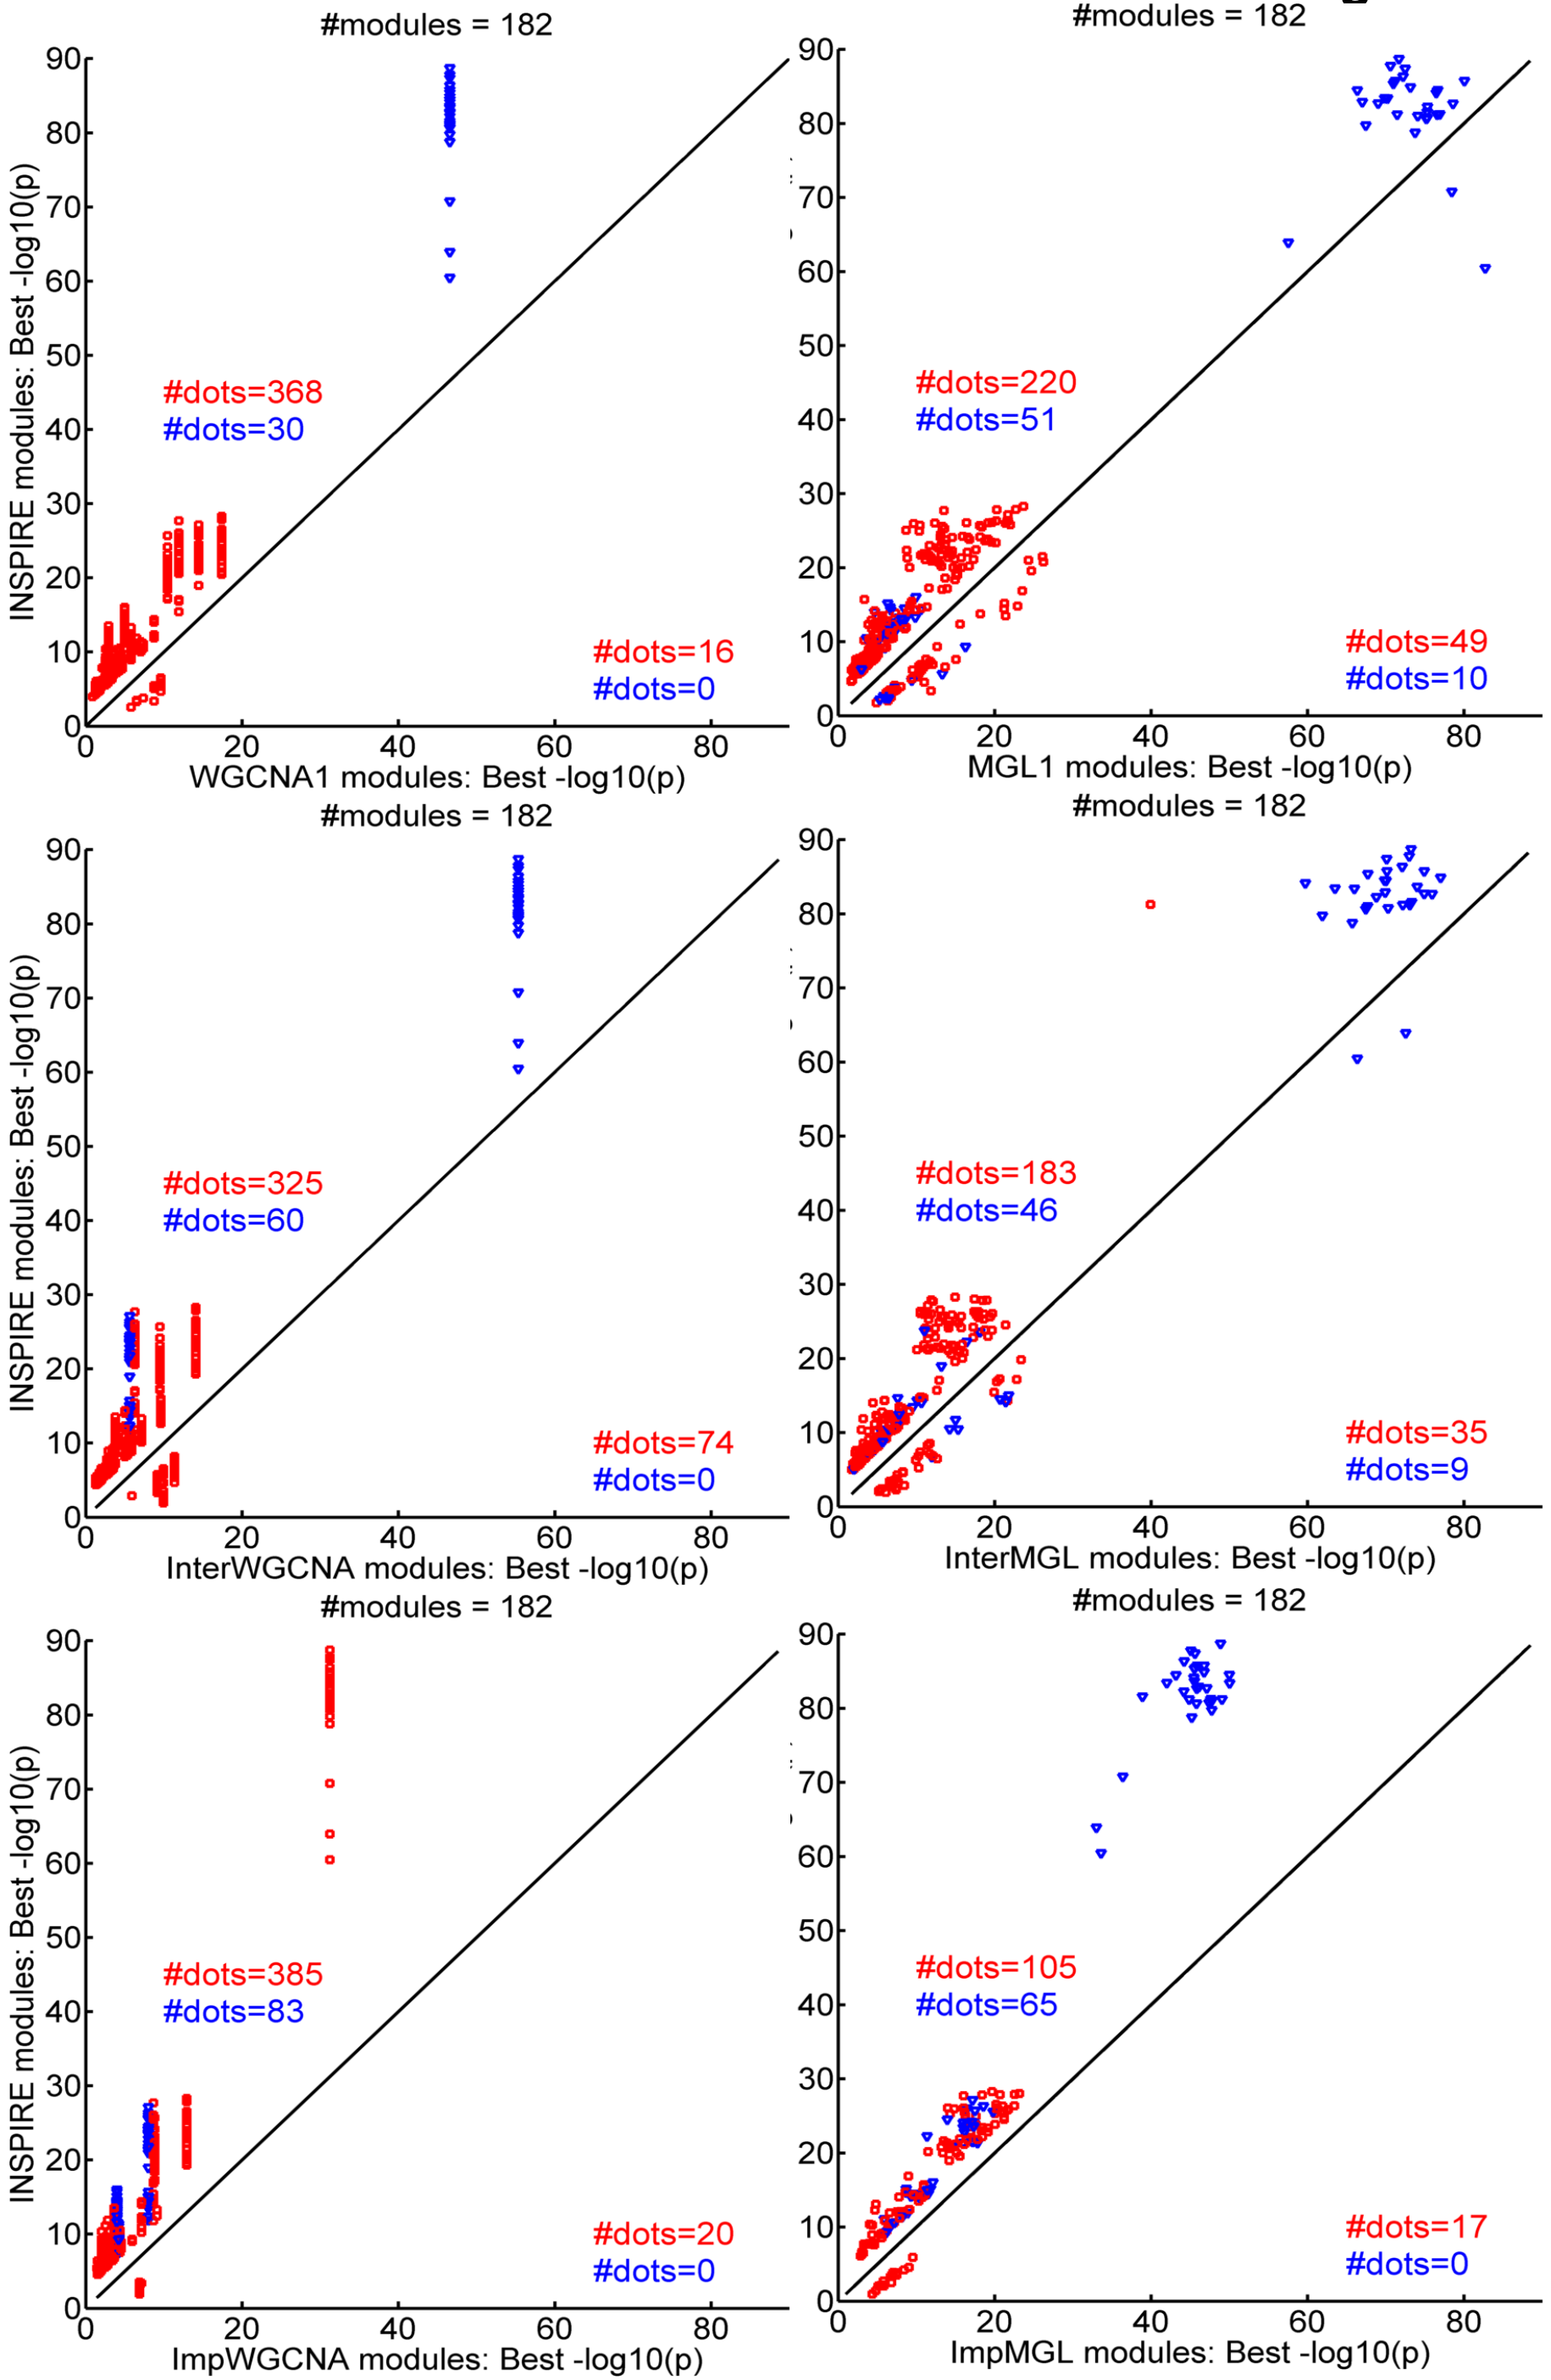 #modules = 182
90
80
70
60
50
40
30
20
10
0
INSPIRE modules: Best -log10(p)
#dots=368
#dots=30
#dots=16
#dots=0
0 20 40 60 80
WGCNA1 modules: Best -log10(p)
#modules = 182
90
80
70
60
50
40
30
20
10
0
#dots=220
#dots=51
#dots=49
#dots=10
0 20 40 60 80
MGL1 modules: Best -log10(p)
#modules = 182
90
80
70
60
50
40
30
20
10
0
INSPIRE modules: Best -log10(p)
#dots=325
#dots=60
#dots=74
#dots=0
0 20 40 60 80
InterWGCNA modules: Best -log10(p)
#modules = 182
90
80
70
60
50
40
30
20
10
0
#dots=183
#dots=46
#dots=35
#dots=9
0 20 40 60 80
InterMGL modules: Best -log10(p)
#modules = 182
90
80
70
60
50
40
30
20
10
0
INSPIRE modules: Best -log10(p)
#dots=385
#dots=83
#dots=20
#dots=0
0 20 40 60 80
ImpWGCNA modules: Best -log10(p)
#modules = 182
90
80
70
60
50
40
30
20
10
0
#dots=105
#dots=65
#dots=17
#dots=0
0 20 40 60 80
ImpMGL modules: Best -log10(p)